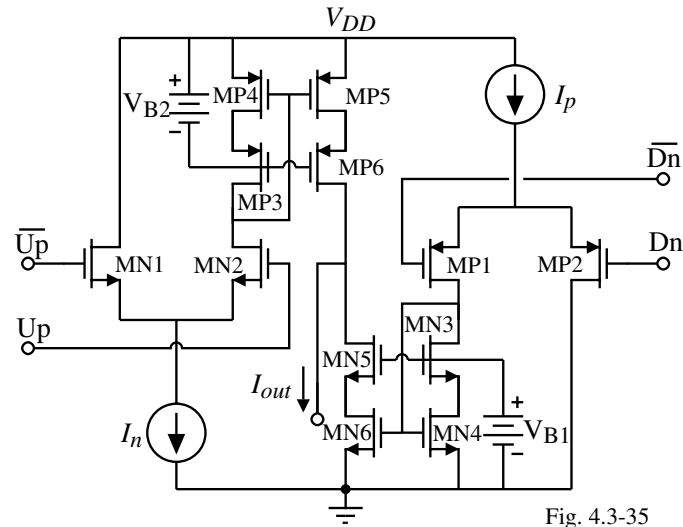 V_DD
+
V_B2
−
MP4
MP5
I_p
MP3
MP6
D̅n̅
U̅p̅
MN1
MN2
MP1
MP2
Dn
Up
MN5
MN3
I_out
+
V_B1
−
I_n
MN6
MN4
Fig. 4.3-35